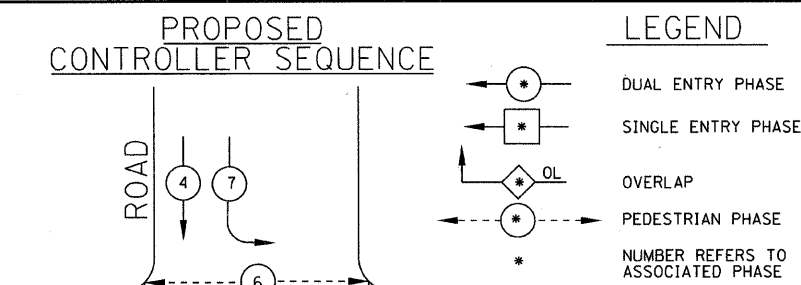 PROPOSED
CONTROLLER SEQUENCE
ROAD
4
7
6
LEGEND
* DUAL ENTRY PHASE
* SINGLE ENTRY PHASE
* OL OVERLAP
* PEDESTRIAN PHASE
* NUMBER REFERS TO
ASSOCIATED PHASE